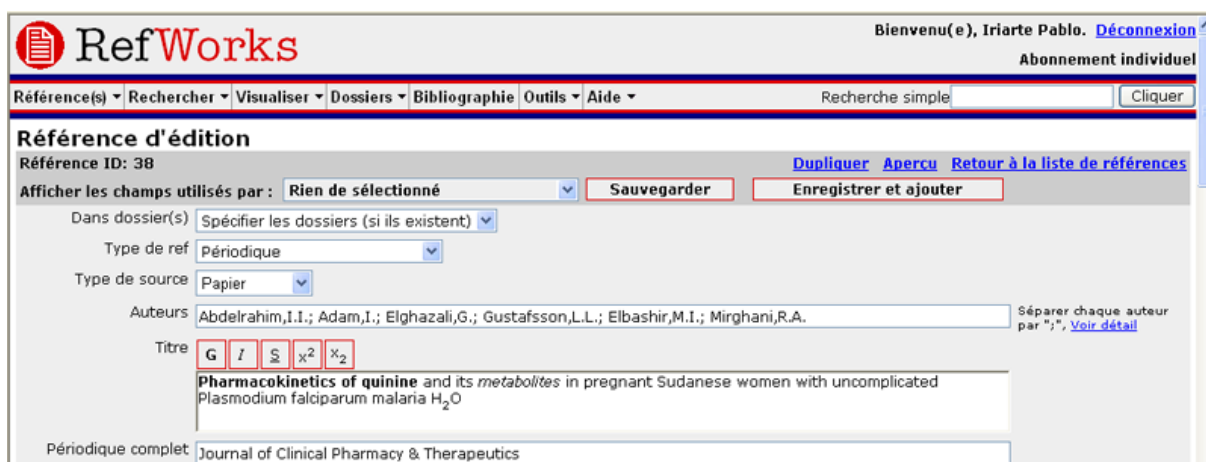 RefWorks
Bienvenu(e), Iriarte Pablo. Déconnexion
Abonnement individuel
Référence(s) Rechercher Visualiser Dossiers Bibliographie Outils Aide Recherche simple Cliquer
Référence d'édition
Référence ID: 38 Dupliquer Aperçu Retour à la liste de références
Afficher les champs utilisés par : Rien de sélectionné Sauvegarder Enregistrer et ajouter
Dans dossier(s) Spécifier les dossiers (si ils existent)
Type de ref Périodique
Type de source Papier
Auteurs Abdelrahim,I.I.; Adam,I.; Elghazali,G.; Gustafsson,L.L.; Elbashir,M.I.; Mirghani,R.A. Séparer chaque auteur
par ";", Voir détail
Titre G I S x² x₂
Pharmacokinetics of quinine and its metabolites in pregnant Sudanese women with uncomplicated
Plasmodium falciparum malaria H₂O
Périodique complet Journal of Clinical Pharmacy & Therapeutics